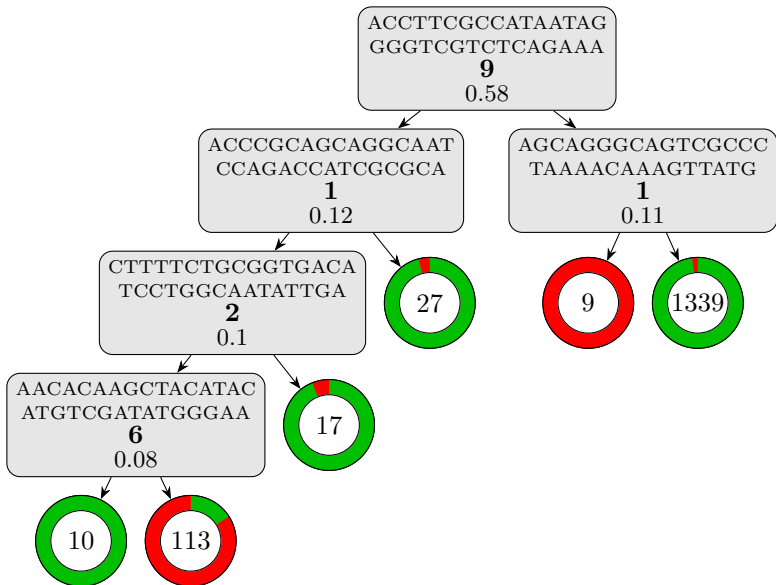 ACCTTCGCCATAATAG
GGGTCGTCTCAGAAA
9
0.58
ACCCGCAGCAGGCAAT
CCAGACCATCGCGCA
1
0.12
AGCAGGGCAGTCGCCC
TAAAACAAAGTTATG
1
0.11
CTTTTCTGCGGTGACA
TCCTGGCAATATTGA
2
0.1
27
9
1339
AACACAAGCTACATAC
ATGTCGATATGGGAA
6
0.08
17
10
113